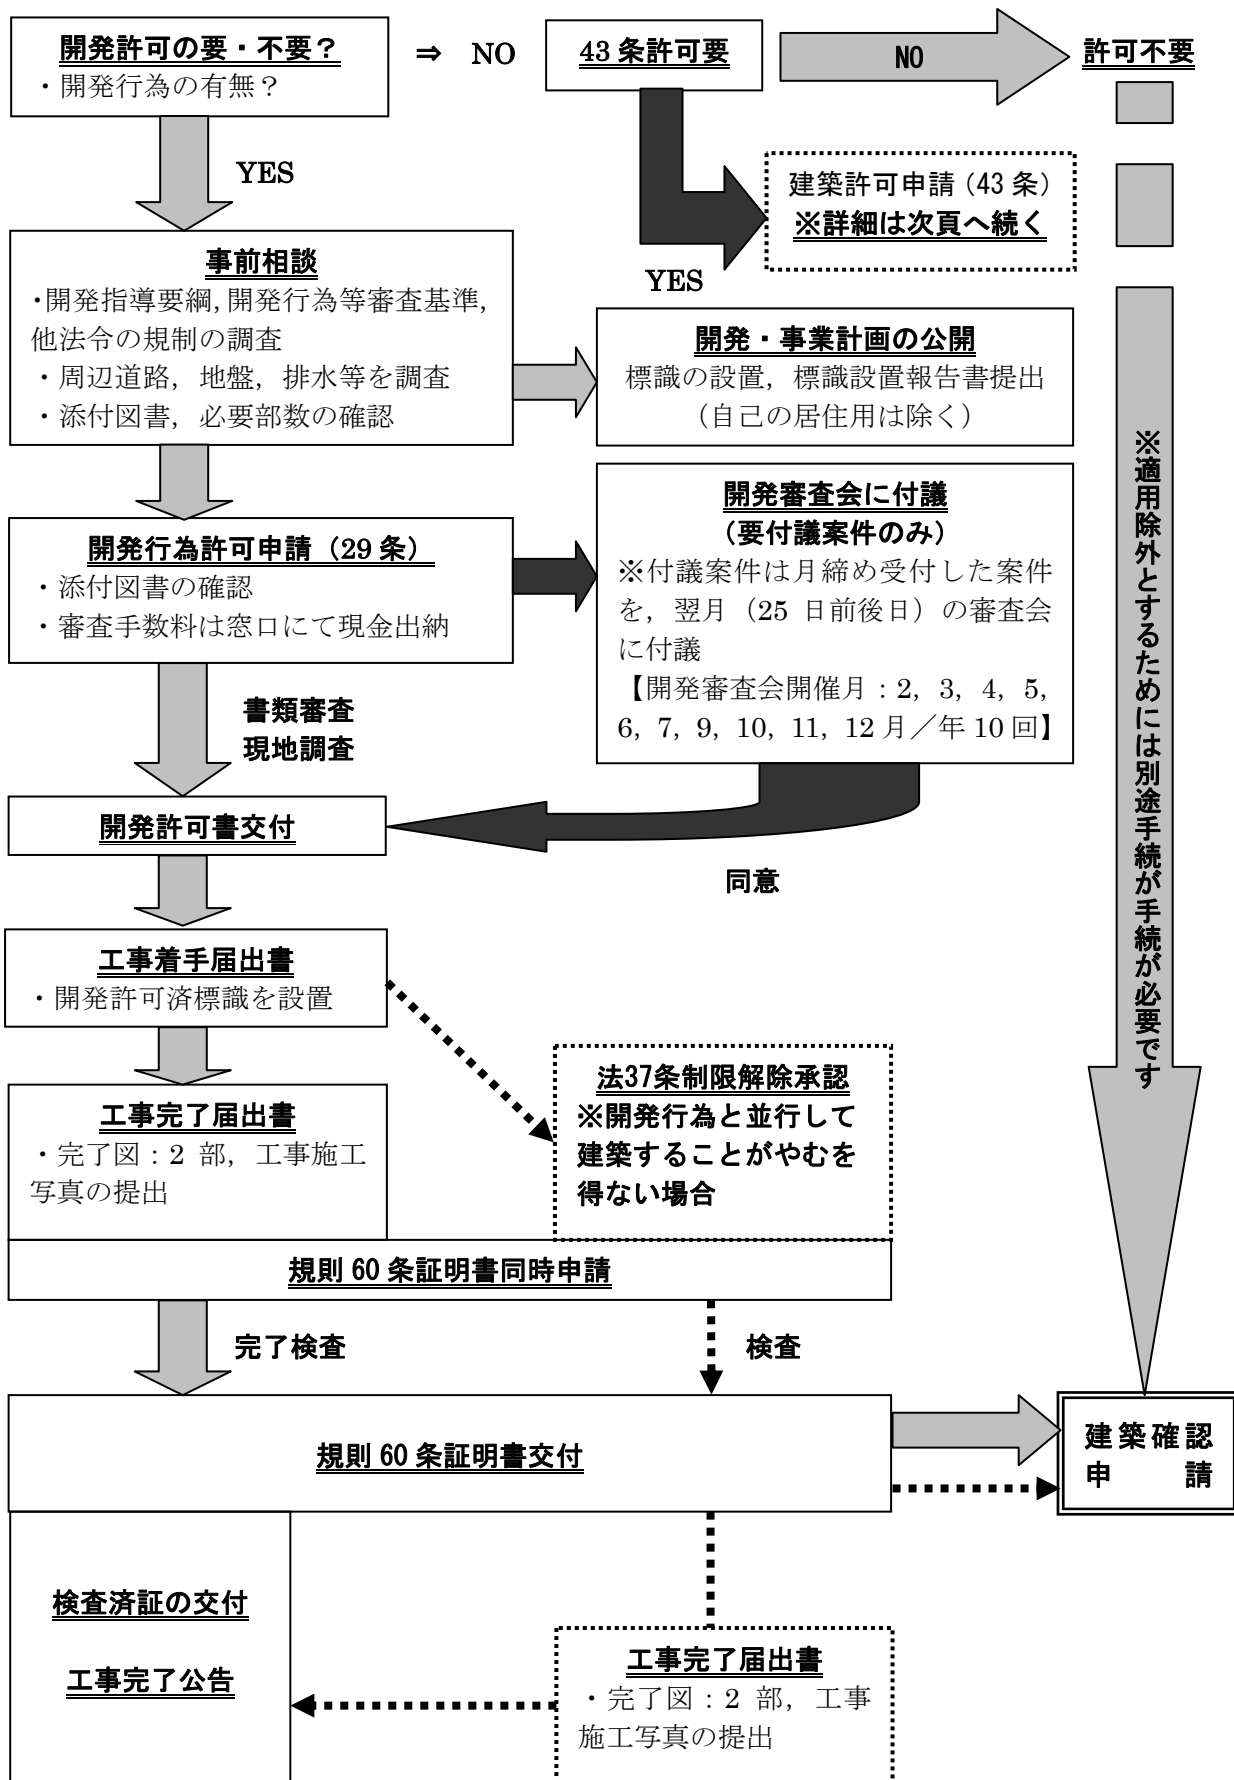 開発許可の要・不要？
・開発行為の有無？
⇒ NO
43 条許可要
NO
許可不要
YES
建築許可申請（43 条）
※詳細は次頁へ続く
YES
事前相談
・開発指導要綱，開発行為等審査基準，
他法令の規制の調査
・周辺道路，地盤，排水等を調査
・添付図書，必要部数の確認
開発・事業計画の公開
標識の設置，標識設置報告書提出
（自己の居住用は除く）
開発行為許可申請（29 条）
・添付図書の確認
・審査手数料は窓口にて現金出納
開発審査会に付議
（要付議案件のみ）
※付議案件は月締め受付した案件
を，翌月（25 日前後日）の審査会
に付議
【開発審査会開催月：2，3，4，5，
6，7，9，10，11，12 月／年 10 回】
※適用除外とするためには別途手続が手続が必要です
書類審査
現地調査
開発許可書交付
同意
工事着手届出書
・開発許可済標識を設置
法37条制限解除承認
※開発行為と並行して
建築することがやむを
得ない場合
工事完了届出書
・完了図：2 部，工事施工
写真の提出
規則 60 条証明書同時申請
完了検査
検査
規則 60 条証明書交付
建築確認
申　　請
検査済証の交付
工事完了公告
工事完了届出書
・完了図：2 部，工事
施工写真の提出